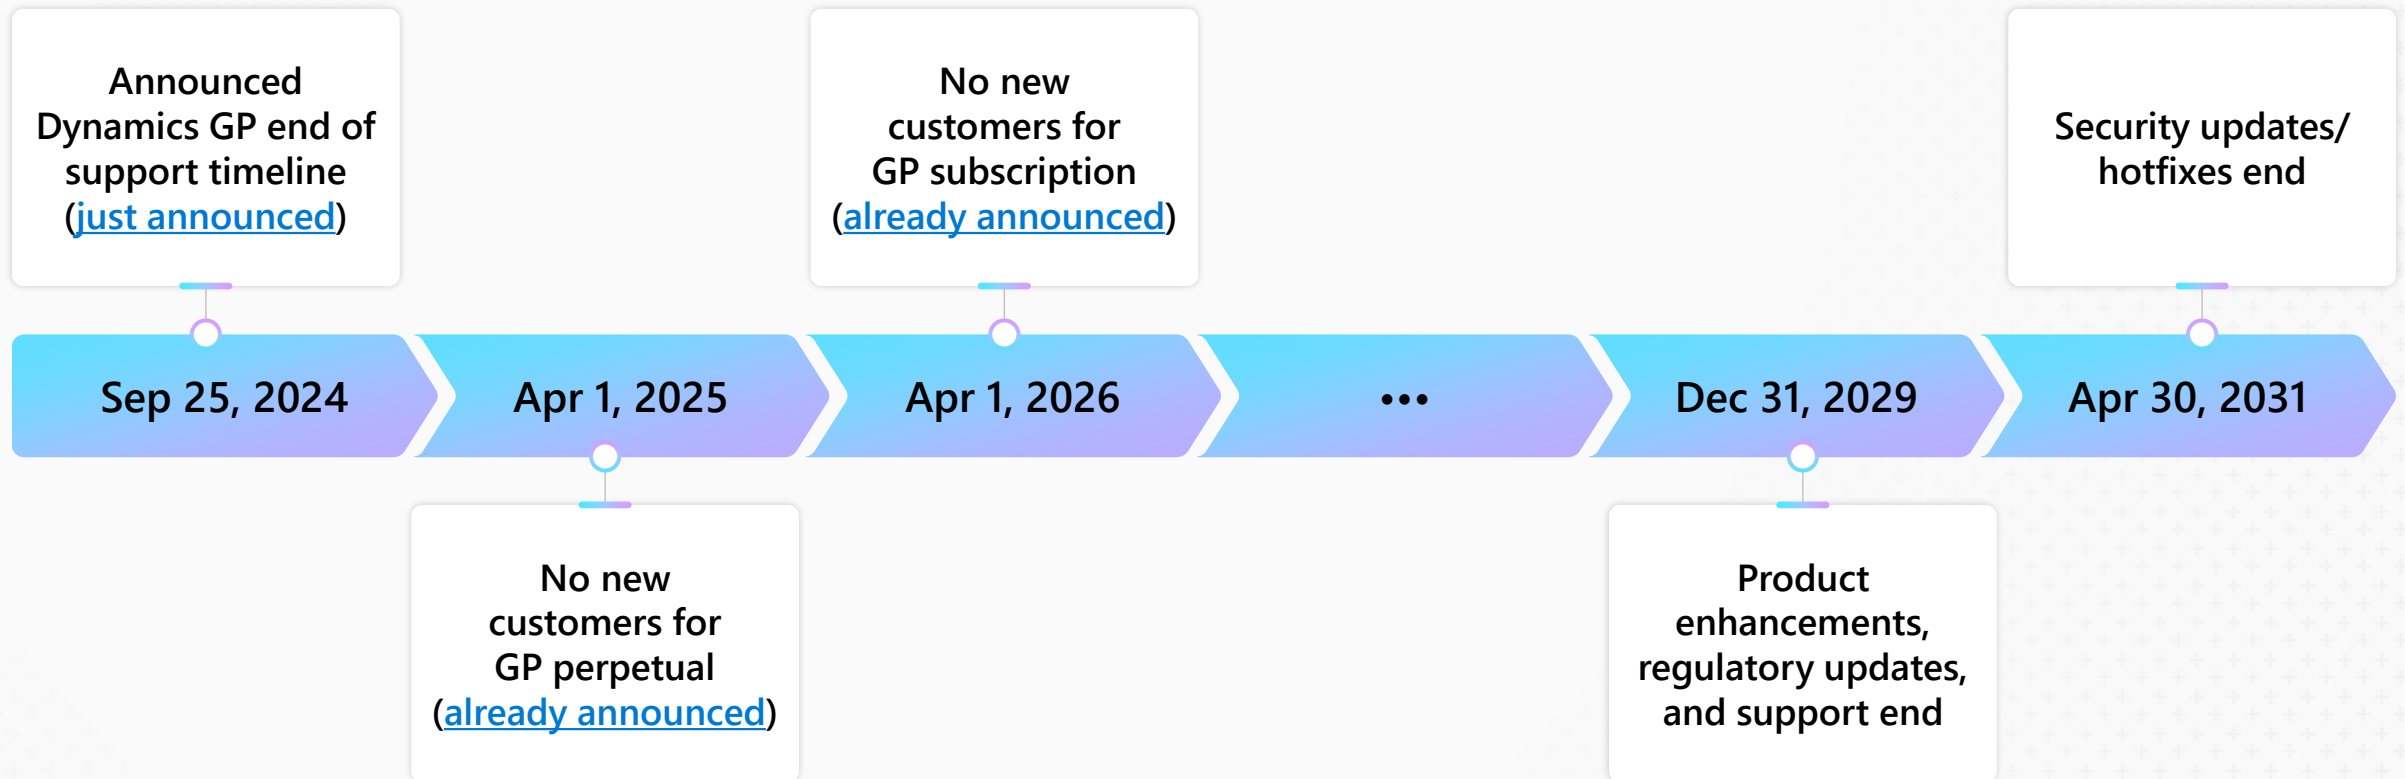 Announced
Dynamics GP end of
support timeline
(just announced)
No new
customers for
GP subscription
(already announced)
Security updates/
hotfixes end
Sep 25, 2024
Apr 1, 2025
Apr 1, 2026
•••
Dec 31, 2029
Apr 30, 2031
No new
customers for
GP perpetual
(already announced)
Product
enhancements,
regulatory updates,
and support end